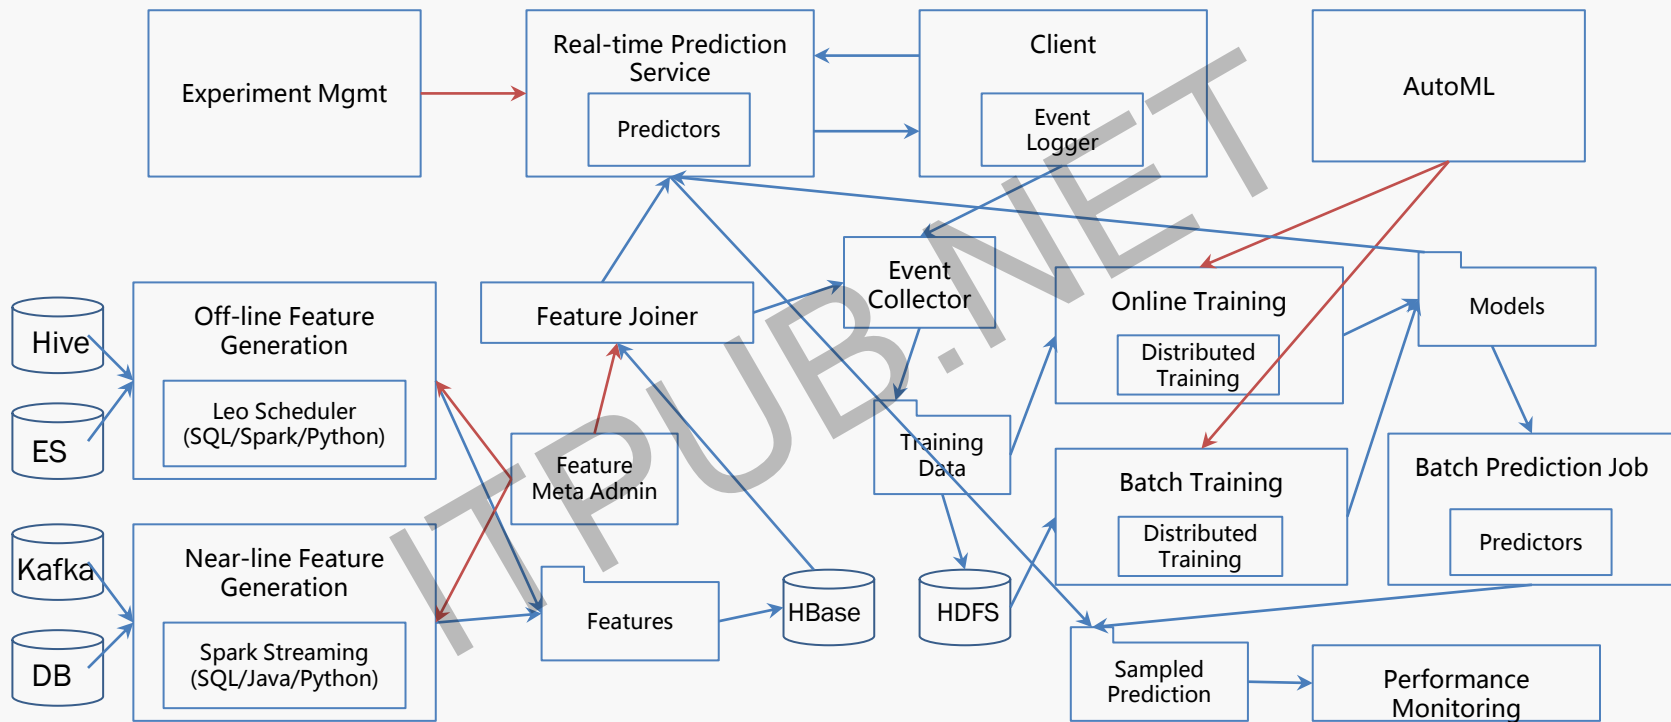 Experiment Mgmt
Real-time Prediction
Service
Predictors
Client
Event
Logger
AutoML
Hive
ES
Off-line Feature
Generation
Leo Scheduler
(SQL/Spark/Python)
Feature Joiner
Event
Collector
Online Training
Distributed
Training
Models
Feature
Meta Admin
Training
Data
Batch Training
Distributed
Training
Batch Prediction Job
Predictors
Kafka
DB
Near-line Feature
Generation
Spark Streaming
(SQL/Java/Python)
Features
HBase
HDFS
Sampled
Prediction
Performance
Monitoring
ITPUB.NET